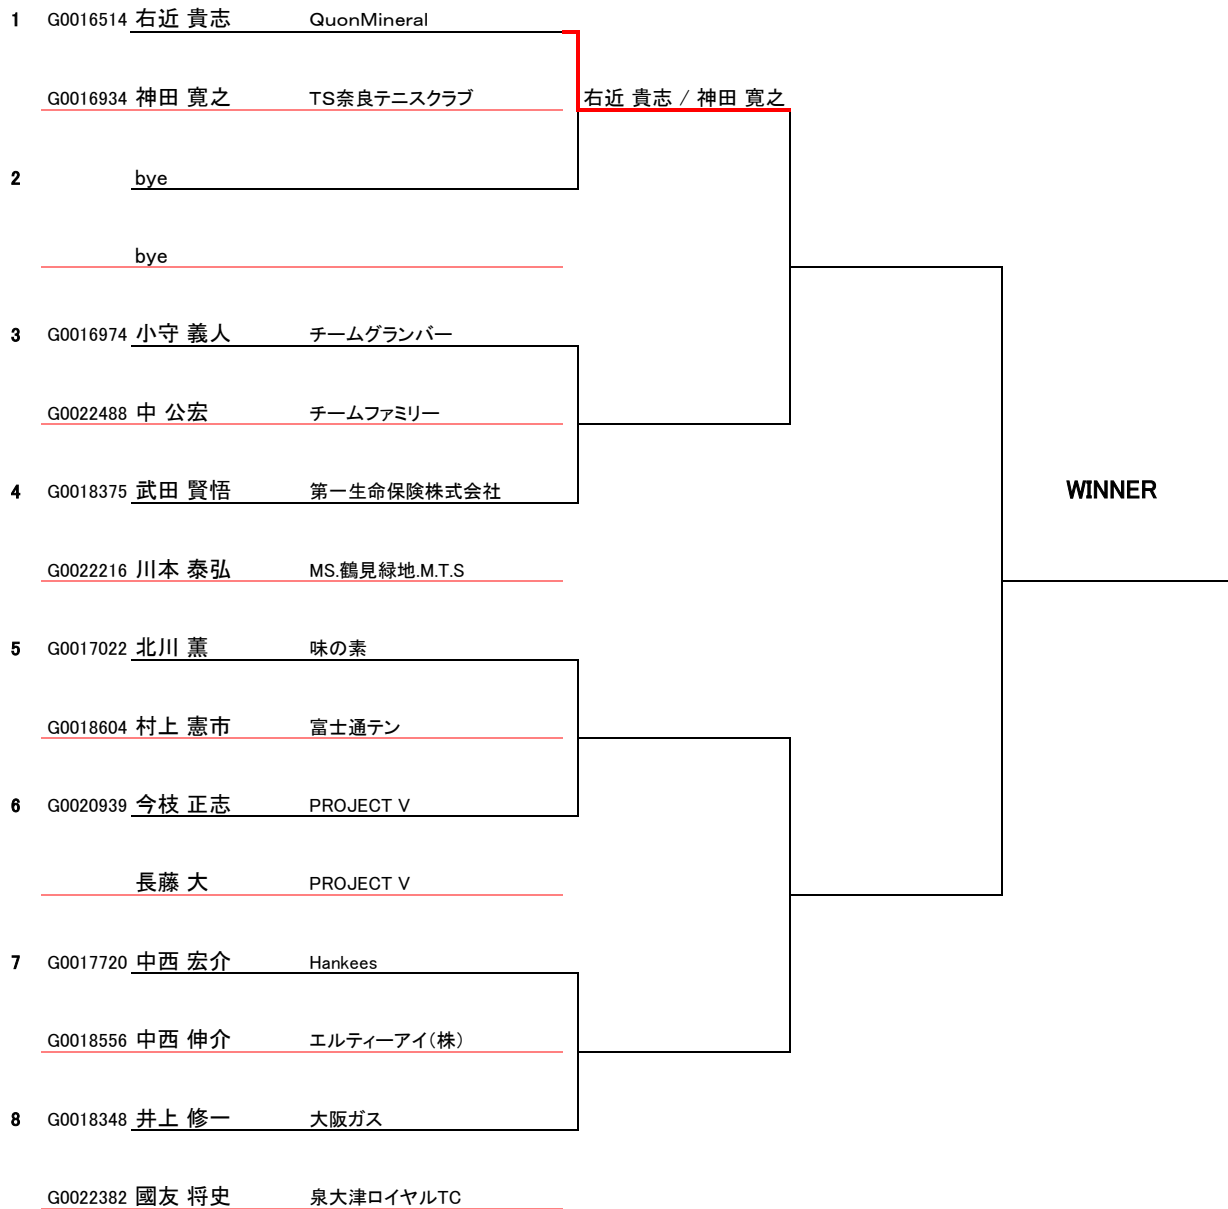 1 G0016514 右近 貴志 QuonMineral
G0016934 神田 寛之 TS奈良テニスクラブ 右近 貴志 / 神田 寛之
2 bye
bye
3 G0016974 小守 義人 チームグランバー
G0022488 中 公宏 チームファミリー
4 G0018375 武田 賢悟 第一生命保険株式会社 WINNER
G0022216 川本 泰弘 MS.鶴見緑地.M.T.S
5 G0017022 北川 薫 味の素
G0018604 村上 憲市 富士通テン
6 G0020939 今枝 正志 PROJECT V
長藤 大 PROJECT V
7 G0017720 中西 宏介 Hankees
G0018556 中西 伸介 エルティーアイ(株)
8 G0018348 井上 修一 大阪ガス
G0022382 國友 将史 泉大津ロイヤルTC